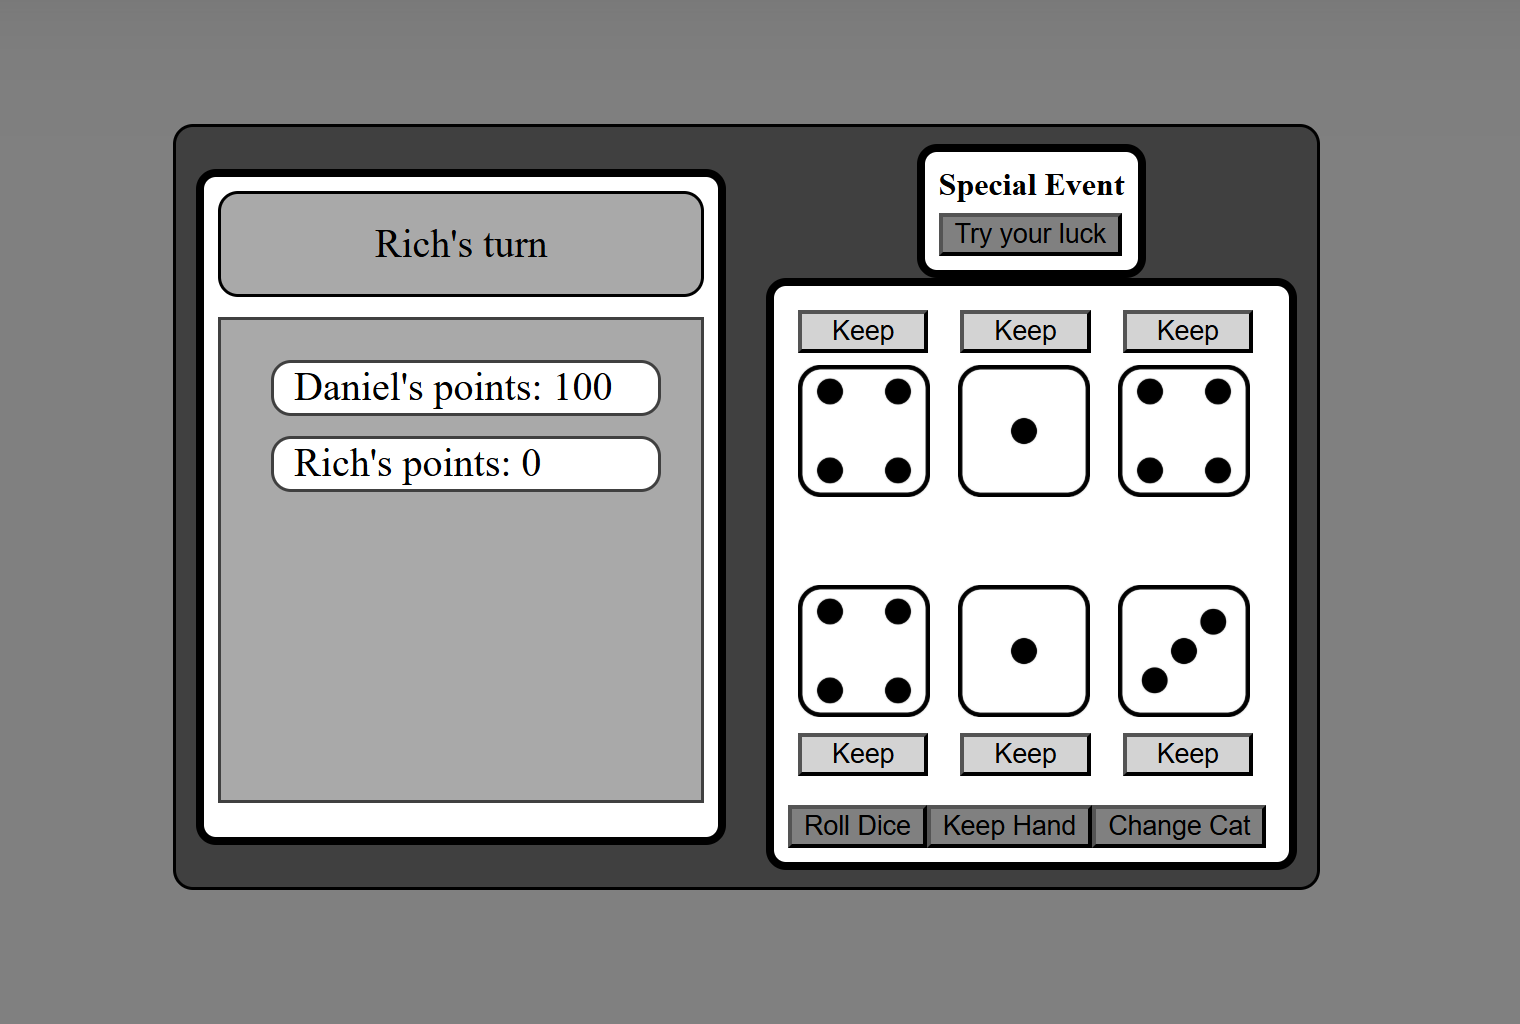 Rich's turn
Daniel's points: 100
Rich's points: 0
Special Event
Try your luck
Keep Keep Keep
Keep Keep Keep
Roll Dice Keep Hand Change Cat